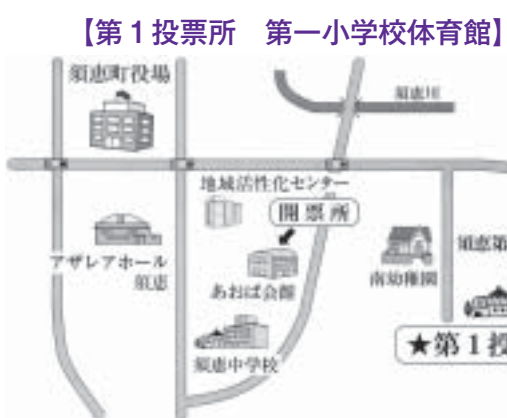 【第1投票所　第一小学校体育館】
須恵町役場
須恵川
地域活性化センター
開票所
アザレアホール
須恵
あおば会館
南幼稚園
須恵第
須恵中学校
★第1投